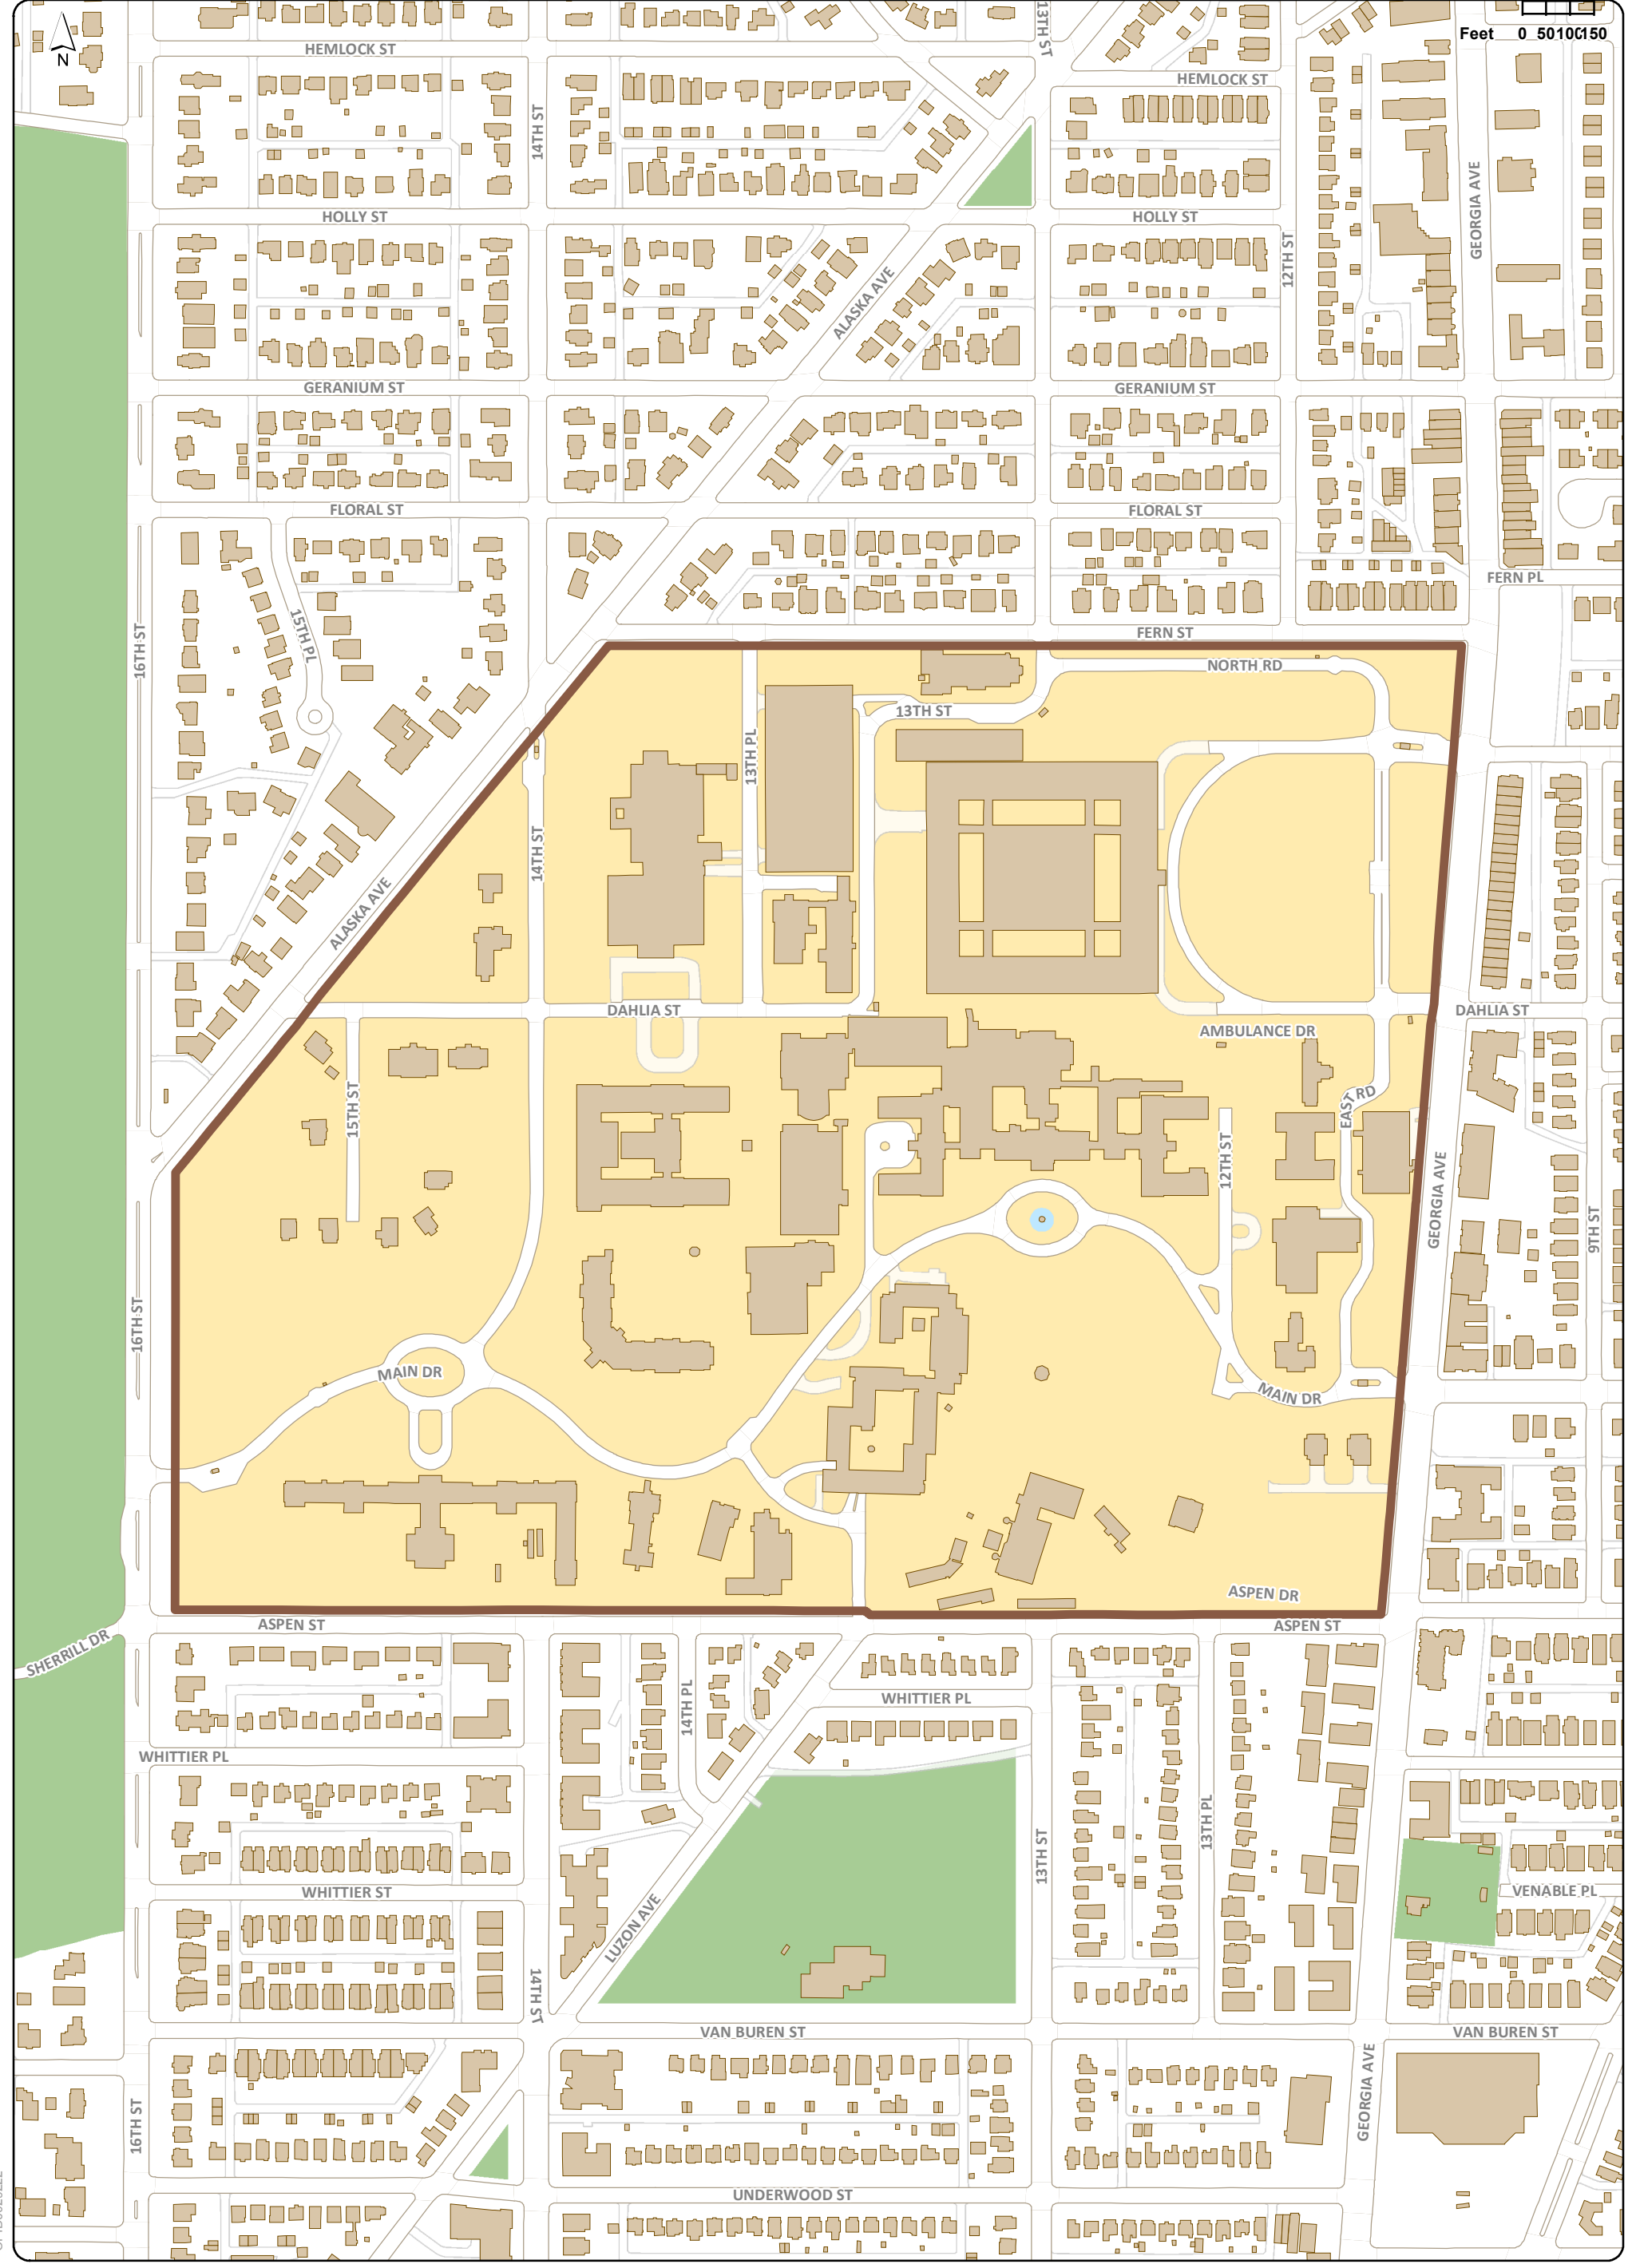 13TH ST
Feet 0 50100150
N
HEMLOCK ST
HEMLOCK ST
14TH ST
GEORGIA AVE
HOLLY ST
HOLLY ST
12TH ST
ALASKA AVE
GERANIUM ST
GERANIUM ST
FLORAL ST
FLORAL ST
FERN PL
15TH PL
16TH ST
FERN ST
NORTH RD
13TH ST
13TH PL
14TH ST
ALASKA AVE
DAHLIA ST
DAHLIA ST
AMBULANCE DR
15TH ST
EAST RD
12TH ST
GEORGIA AVE
9TH ST
16TH ST
MAIN DR
MAIN DR
ASPEN DR
ASPEN ST
ASPEN ST
SHERRILL DR
14TH PL
WHITTIER PL
WHITTIER PL
13TH PL
13TH ST
WHITTIER ST
VENABLE PL
LUZON AVE
14TH ST
VAN BUREN ST
VAN BUREN ST
GEORGIA AVE
16TH ST
UNDERWOOD ST